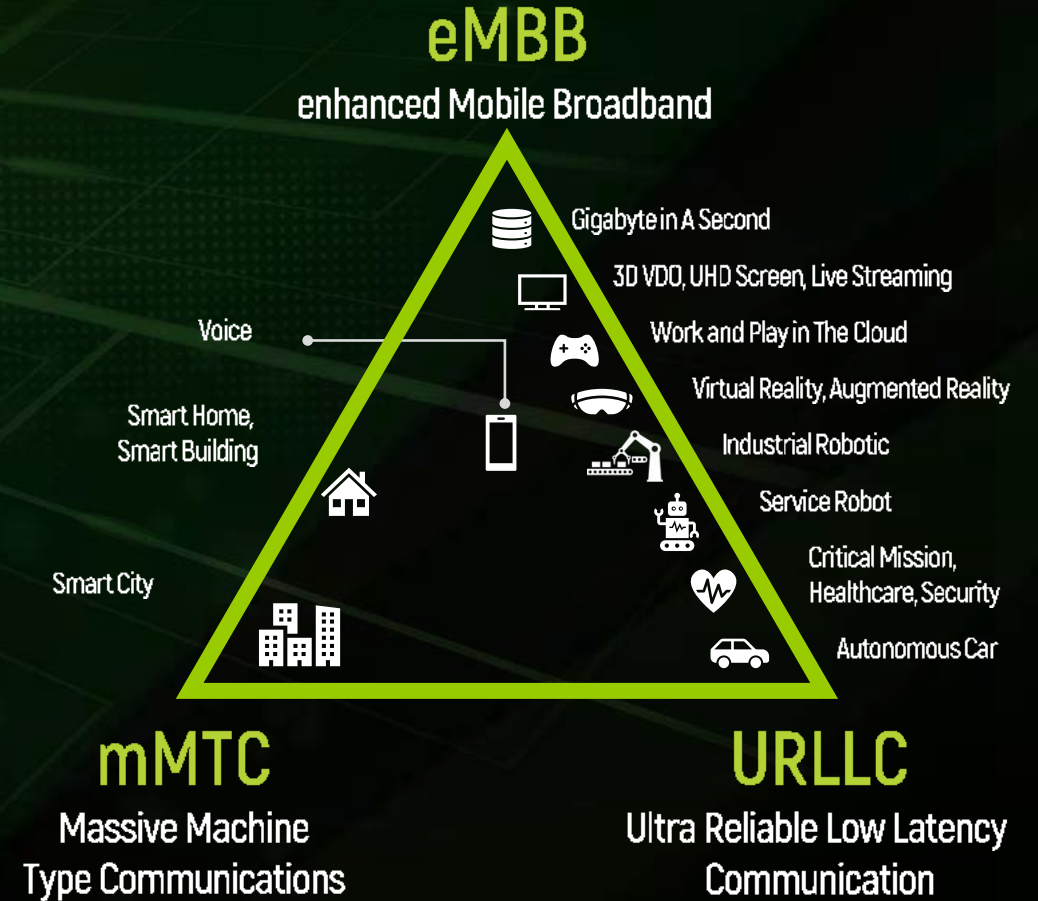 eMBB
enhanced Mobile Broadband
Gigabyte in A Second
3D VDO, UHD Screen, Live Streaming
Voice
Work and Play in The Cloud
Virtual Reality, Augmented Reality
Smart Home,
Smart Building
Industrial Robotic
Service Robot
Critical Mission,
Healthcare, Security
Smart City
Autonomous Car
mMTC
Massive Machine
Type Communications
URLLC
Ultra Reliable Low Latency
Communication